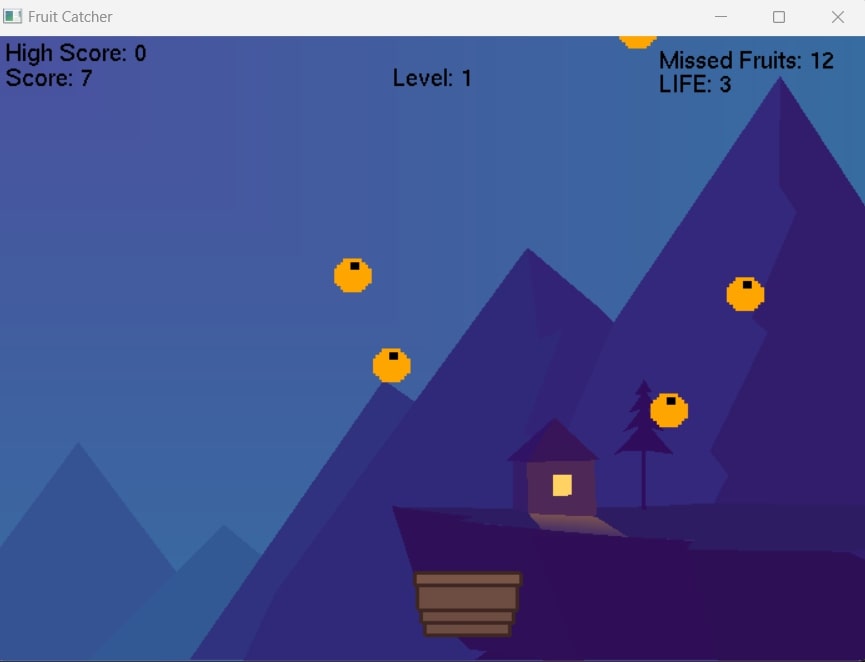 Fruit Catcher
High Score: 0
Score: 7
Level: 1
Missed Fruits: 12
LIFE: 3